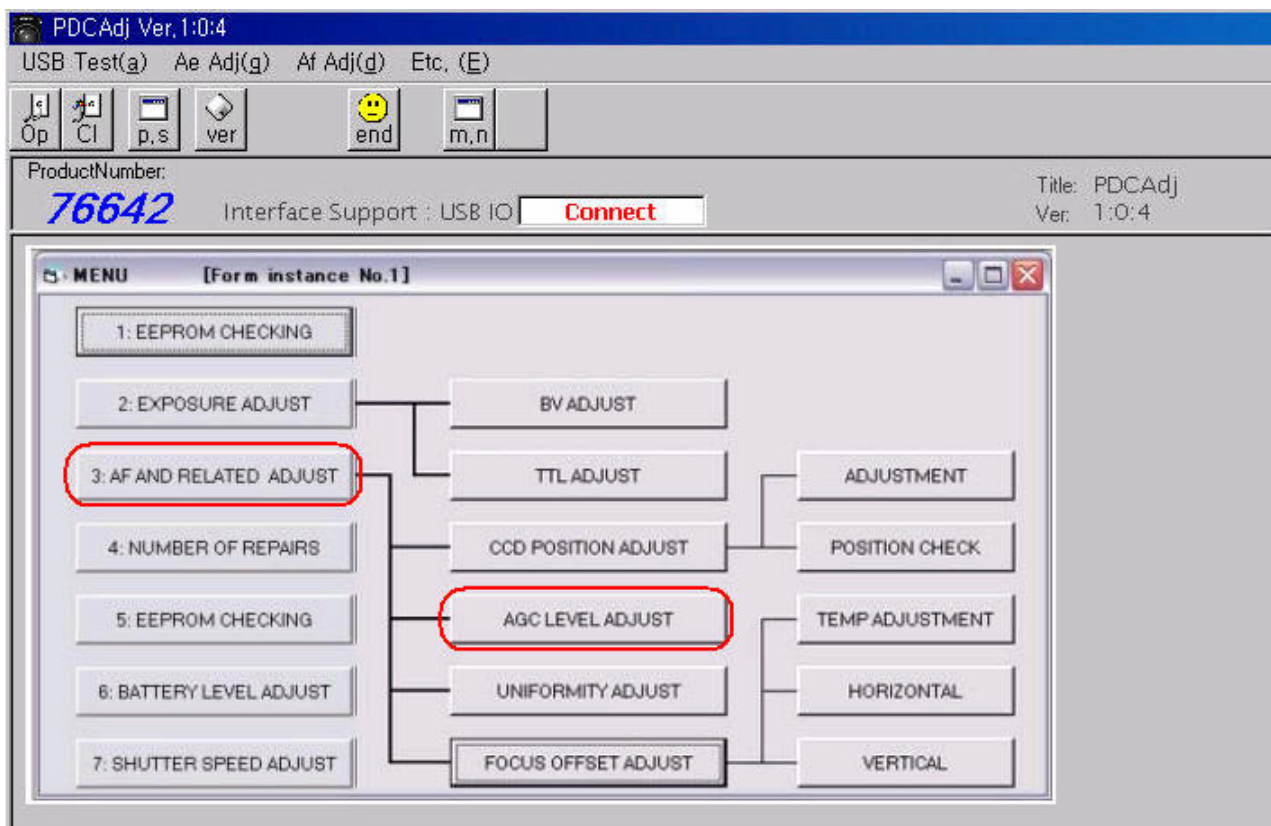 PDCAdj Ver,1:0:4
USB Test(a) Ae Adj(g) Af Adj(d) Etc, (E)
Op Cl p,s ver end m,n
ProductNumber:
76642 Interface Support : USB IO Connect
Title: PDCAdj
Ver: 1:0:4
MENU [Form instance No.1]
1: EEPROM CHECKING
2: EXPOSURE ADJUST BV ADJUST
3: AF AND RELATED ADJUST TTL ADJUST ADJUSTMENT
4: NUMBER OF REPAIRS CCD POSITION ADJUST POSITION CHECK
5: EEPROM CHECKING AGC LEVEL ADJUST TEMP ADJUSTMENT
6: BATTERY LEVEL ADJUST UNIFORMITY ADJUST HORIZONTAL
7: SHUTTER SPEED ADJUST FOCUS OFFSET ADJUST VERTICAL